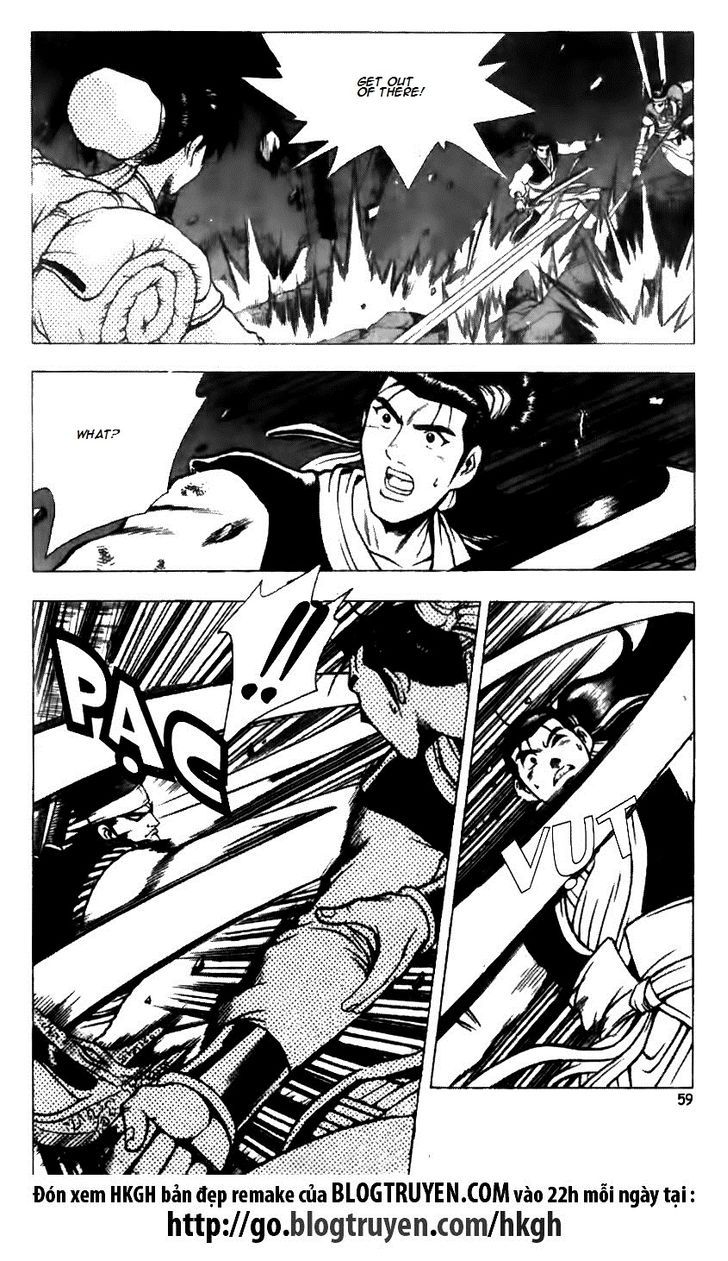 GET OUT
OF THERE!
WHAT?
!!
PẠC
VỤT
59
Đón xem HKGH bản đẹp remake của BLOGTRUYEN.COM vào 22h mỗi ngày tại :
http://go.blogtruyen.com/hkgh